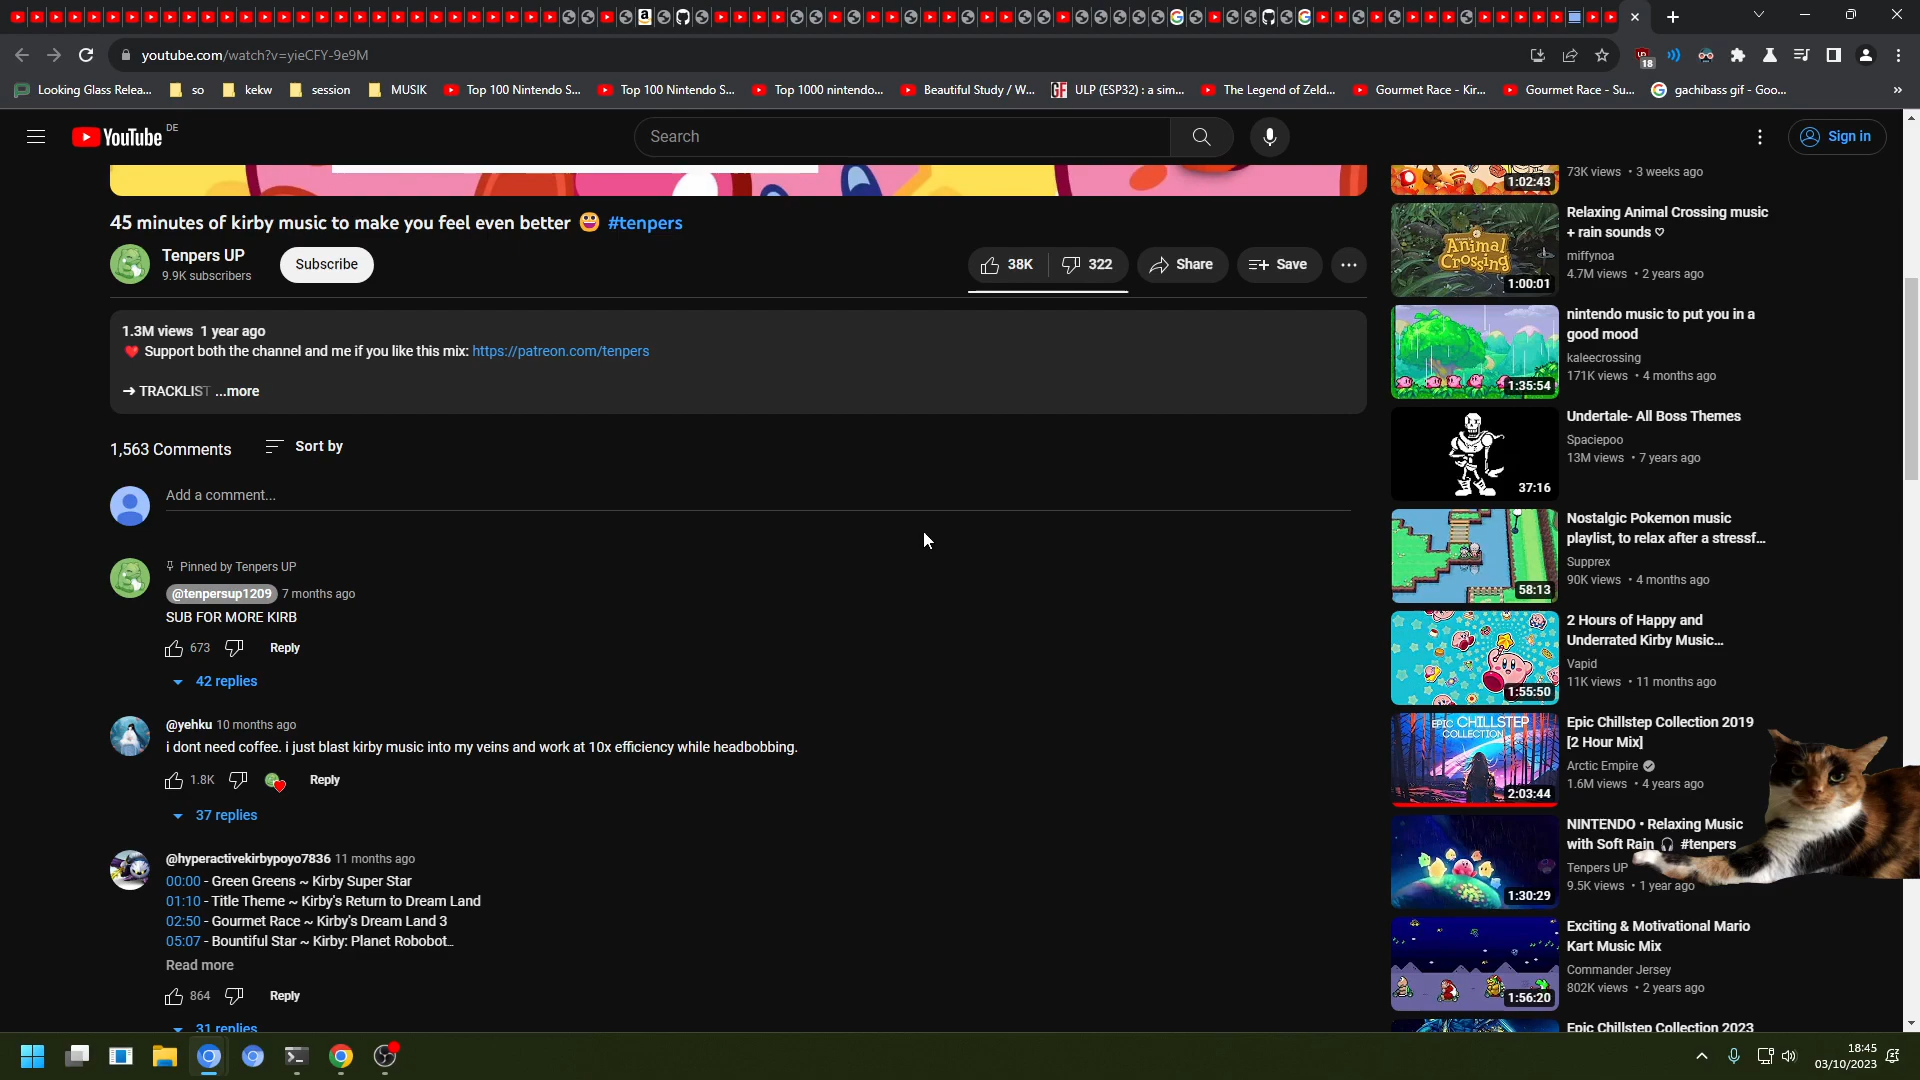 youtube.com/watch?v=yieCFY-9e9M
18
Looking Glass Relea...
so
kekw
session
MUSIK
Top 100 Nintendo S...
Top 100 Nintendo S...
Top 1000 nintendo...
Beautiful Study / W...
ULP (ESP32) : a sim...
The Legend of Zeld...
Gourmet Race - Kir...
Gourmet Race - Su...
gachibass gif - Goo...
»
YouTube DE
Search
Sign in
45 minutes of kirby music to make you feel even better 😀 #tenpers
Tenpers UP
9.9K subscribers
Subscribe
38K
322
Share
Save
1.3M views 1 year ago
❤️ Support both the channel and me if you like this mix: https://patreon.com/tenpers
➜ TRACKLIST ...more
1,563 Comments
Sort by
Add a comment...
Pinned by Tenpers UP
@tenpersup1209 7 months ago
SUB FOR MORE KIRB
673
Reply
42 replies
@yehku 10 months ago
i dont need coffee. i just blast kirby music into my veins and work at 10x efficiency while headbobbing.
1.8K
Reply
37 replies
@hyperactivekirbypoyo7836 11 months ago
00:00 - Green Greens ~ Kirby Super Star
01:10 - Title Theme ~ Kirby's Return to Dream Land
02:50 - Gourmet Race ~ Kirby's Dream Land 3
05:07 - Bountiful Star ~ Kirby: Planet Robobot...
Read more
864
Reply
31 replies
1:02:43
73K views • 3 weeks ago
Animal Crossing
1:00:01
Relaxing Animal Crossing music
+ rain sounds ♡
miffynoa
4.7M views • 2 years ago
1:35:54
nintendo music to put you in a
good mood
kaleecrossing
171K views • 4 months ago
37:16
Undertale- All Boss Themes
Spaciepoo
13M views • 7 years ago
58:13
Nostalgic Pokemon music
playlist, to relax after a stressf...
Supprex
90K views • 4 months ago
1:55:50
2 Hours of Happy and
Underrated Kirby Music...
Vapid
11K views • 11 months ago
EPIC CHILLSTEP
COLLECTION
2:03:44
Epic Chillstep Collection 2019
[2 Hour Mix]
Arctic Empire
1.6M views • 4 years ago
1:30:29
NINTENDO • Relaxing Music
with Soft Rain 🎧 #tenpers
Tenpers UP
9.5K views • 1 year ago
1:56:20
Exciting & Motivational Mario
Kart Music Mix
Commander Jersey
802K views • 2 years ago
Epic Chillstep Collection 2023
18:45
03/10/2023